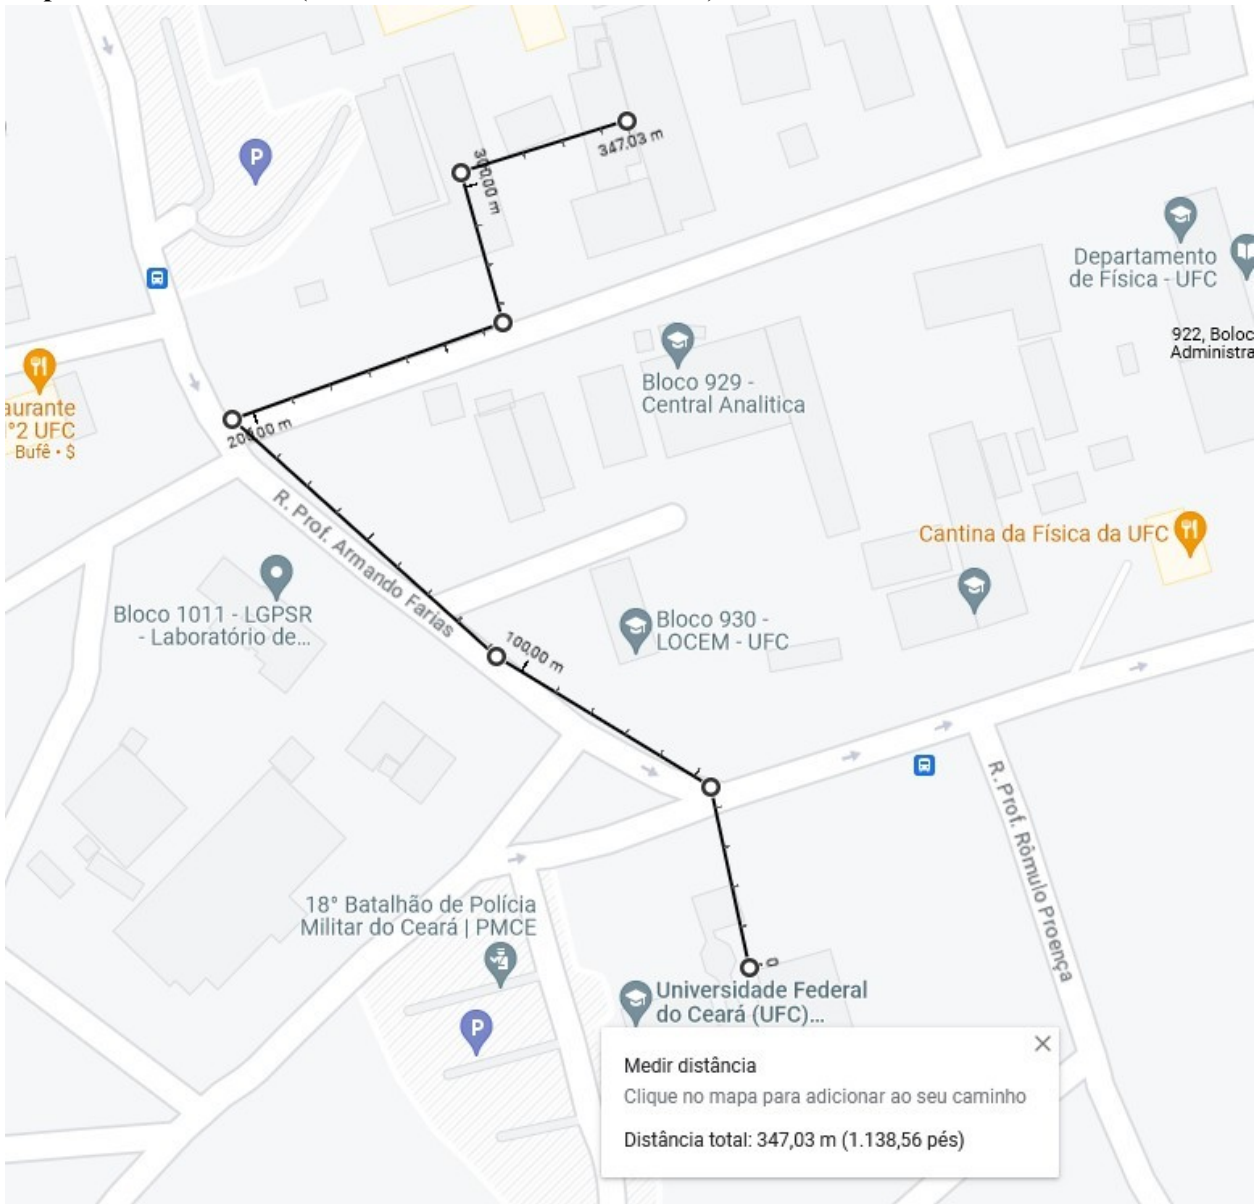 347.03 m
300,00 m
P
Departamento
de Física - UFC
922, Boloc
Administra
Bloco 929 -
Central Analitica
aurante
°2 UFC
Bufê • $
200,00 m
R. Prof. Armando Farias
Cantina da Física da UFC
Bloco 1011 - LGPSR
- Laboratório de...
Bloco 930 -
LOCEM - UFC
100,00 m
R. Prof. Rômulo Proença
18° Batalhão de Polícia
Militar do Ceará | PMCE
0
Universidade Federal
do Ceará (UFC)...
P
Medir distância
Clique no mapa para adicionar ao seu caminho
Distância total: 347,03 m (1.138,56 pés)